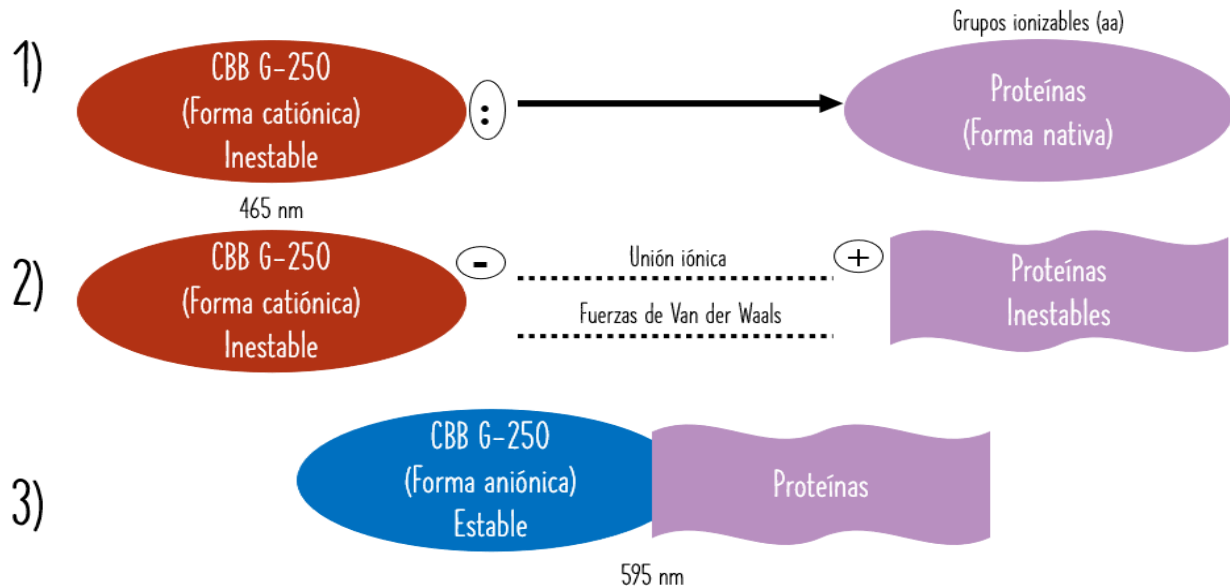 1)
CBB G-250
(Forma catiónica)
Inestable
:
Grupos ionizables (aa)
Proteínas
(Forma nativa)
465 nm
2)
CBB G-250
(Forma catiónica)
Inestable
-
Unión iónica
Fuerzas de Van der Waals
+
Proteínas
Inestables
3)
CBB G-250
(Forma aniónica)
Estable
Proteínas
595 nm